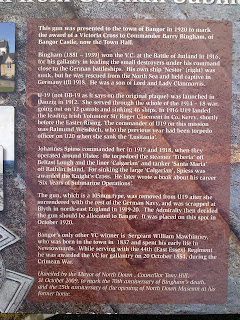 This gun was presented to the town of Bangor in 1920 to mark
the award of a Victoria Cross to Commander Barry Bingham, of
Bangor Castle, now the Town Hall.
Bingham (1881 - 1939) won the V.C. at the Battle of Jutland in 1916
for his gallantry in leading the small destroyers under his command
close to the German battleships. His own ship 'Nestor' (right) was
sunk, but he was rescued from the North Sea and held captive in
Germany till 1918. He was a son of Lord and Lady Clanmorris.
U-19 (not UB-19 as it says on the original plaque) was launched in
Danzig in 1912. She served through the whole of the 1914 - 18 war,
going out on 12 patrols and sinking 46 ships. In 1916 U19 landed
the leading Irish Volunteer Sir Roger Casement in Co. Kerry, shortly
before the Easter Rising. The commander of U19 on this mission
was Raimund Weisbach, who the previous year had been torpedo
officer on U20 when she sank the 'Lusitania'.
Johannes Spiess commanded her in 1917 and 1918, when they
operated around Ulster. He torpedoed the steamer 'Tiberia' off
Belfast Lough and the liner 'Calgarian' and tanker 'Santa Maria'
off Rathlin Island. For sinking the large 'Calgarian', Spiess was
awarded the Knight's Cross. He later wrote a book about his career
'Six Years of Submarine Operations'.
The gun, which is a
type, was removed from U19 after she
surrendered with the rest of the German Navy, and was scrapped at
Blyth in north-east England in 1919-20. The Admiralty then decided
the gun should be allocated to Bangor. It was placed on this spot in
October 1920.
Bangor's only other VC winner is Sergeant William Mawhinney,
who was born in the town in 1837 and spent his early life in
Newtownards. While serving with the 44th (East Essex) Regiment
he was awarded the VC for gallantry on 20 October 1854, during the
Crimean War.
Directed by the Mayor of North Down, Councillor Tony Hill,
October 2009, to mark the 70th anniversary of Bingham's death,
and the 25th anniversary of the opening of North Down Museum at his
former home.